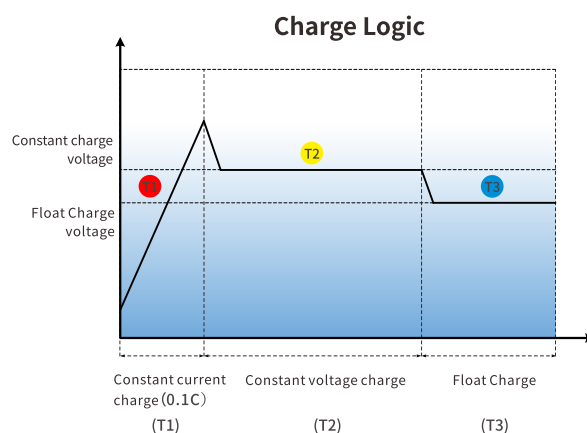 Charge Logic
Constant charge
voltage
T2
T1
T3
Float Charge
voltage
Constant current
charge(0.1C)
Constant voltage charge
Float Charge
(T1)
(T2)
(T3)